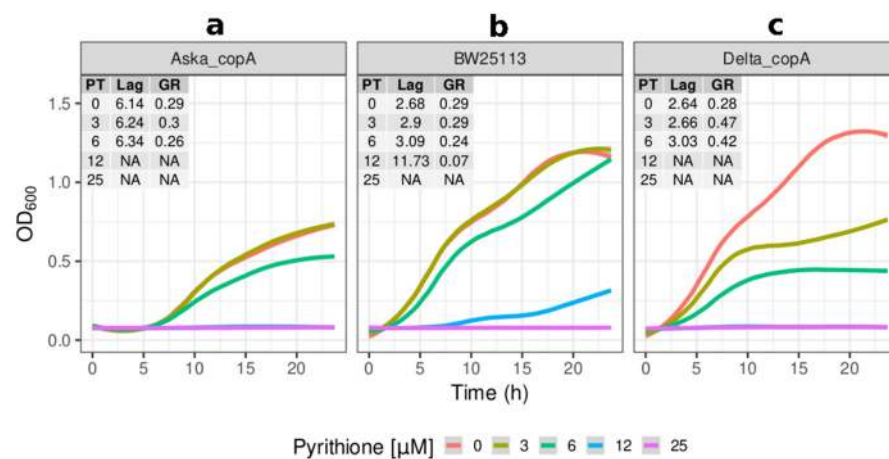 a b c
Aska_copA BW25113 Delta_copA
PT Lag GR PT Lag GR PT Lag GR
0 6.14 0.29 0 2.68 0.29 0 2.64 0.28
3 6.24 0.3 3 2.9 0.29 3 2.66 0.47
6 6.34 0.26 6 3.09 0.24 6 3.03 0.42
12 NA NA 12 11.73 0.07 12 NA NA
25 NA NA 25 NA NA 25 NA NA
1.5
1.0
0.5
0.0
OD600
0 5 10 15 20 0 5 10 15 20 0 5 10 15 20
Time (h)
Pyrithione [µM] 0 3 6 12 25